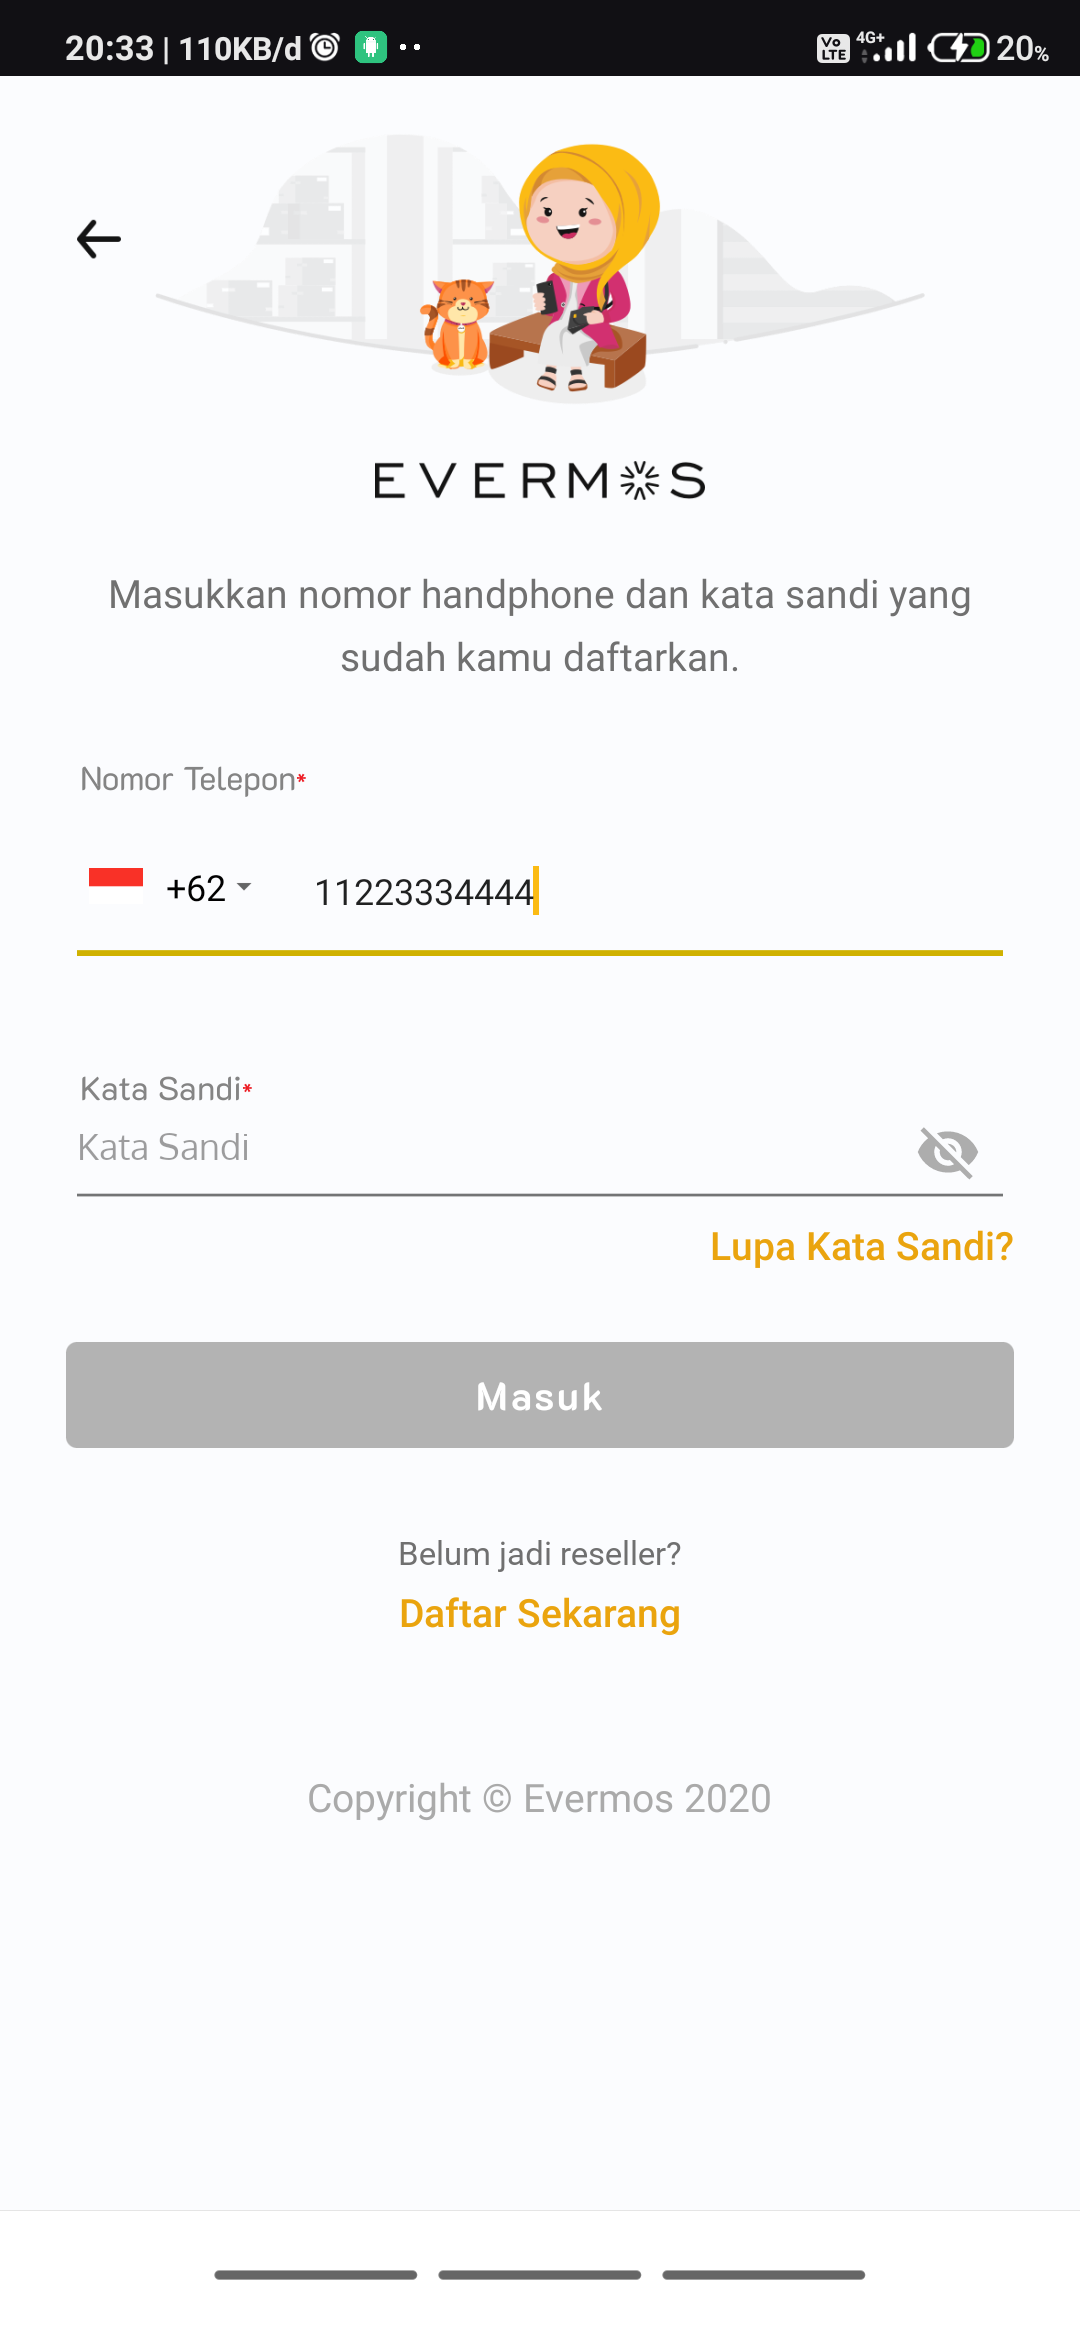 20:33 | 110KB/d
Vo LTE 4G+ 20%
EVERMOS
Masukkan nomor handphone dan kata sandi yang
sudah kamu daftarkan.
Nomor Telepon*
+62 11223334444
Kata Sandi*
Kata Sandi
Lupa Kata Sandi?
Masuk
Belum jadi reseller?
Daftar Sekarang
Copyright © Evermos 2020